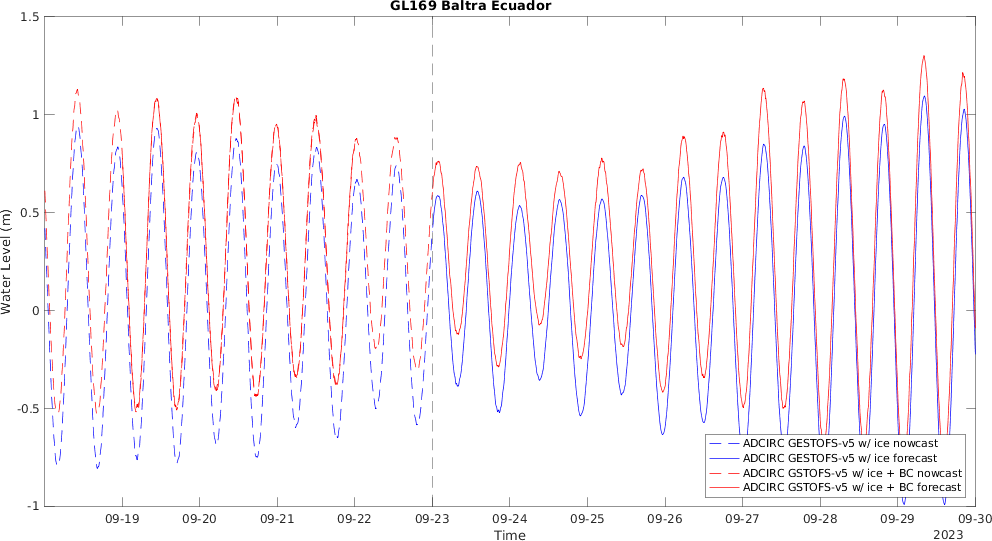 GL169 Baltra Ecuador
1.5
1
0.5
0
-0.5
-1
Water Level (m)
ADCIRC GESTOFS-v5 w/ ice nowcast
ADCIRC GESTOFS-v5 w/ ice forecast
ADCIRC GSTOFS-v5 w/ ice + BC nowcast
ADCIRC GSTOFS-v5 w/ ice + BC forecast
09-19 09-20 09-21 09-22 09-23 09-24 09-25 09-26 09-27 09-28 09-29 09-30
Time
2023